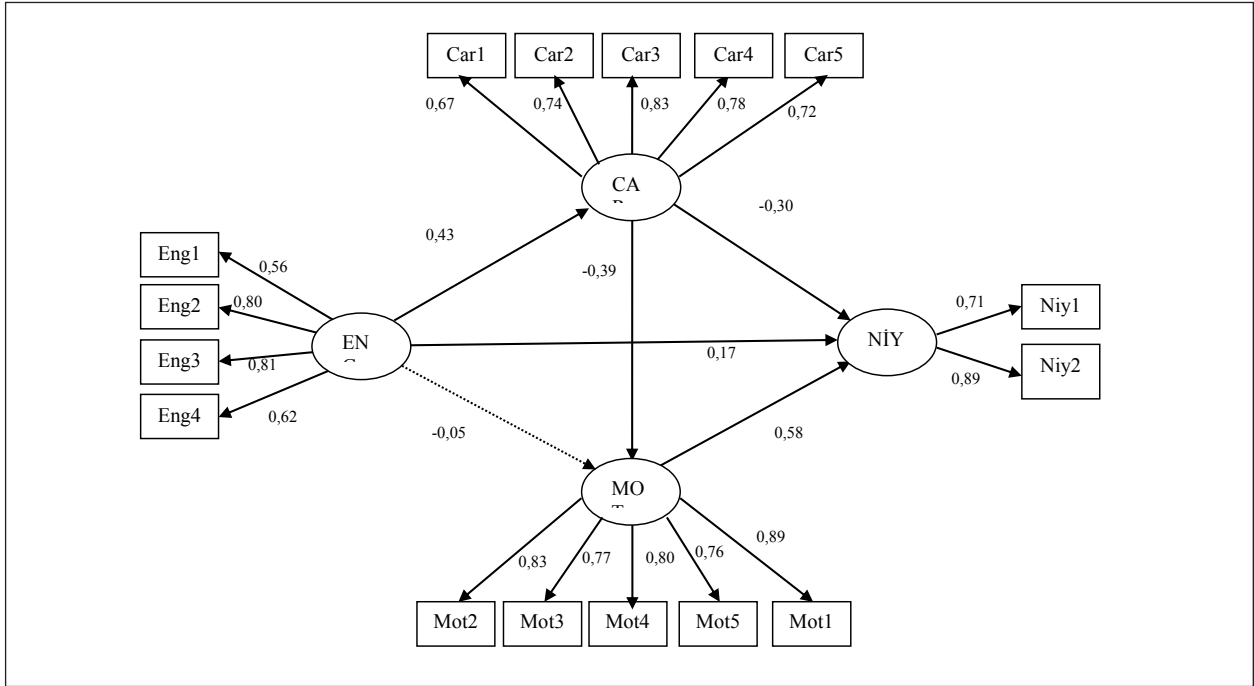 Car1 Car2 Car3 Car4 Car5
0,67 0,74 0,83 0,78 0,72
CA
-0,30
0,43
-0,39
Eng1
0,56
Eng2
0,80
Eng3
0,81
Eng4
0,62
EN
0,17
NİY
0,71
Niy1
0,89
Niy2
-0,05
0,58
MO
0,83 0,77 0,80 0,76 0,89
Mot2 Mot3 Mot4 Mot5 Mot1